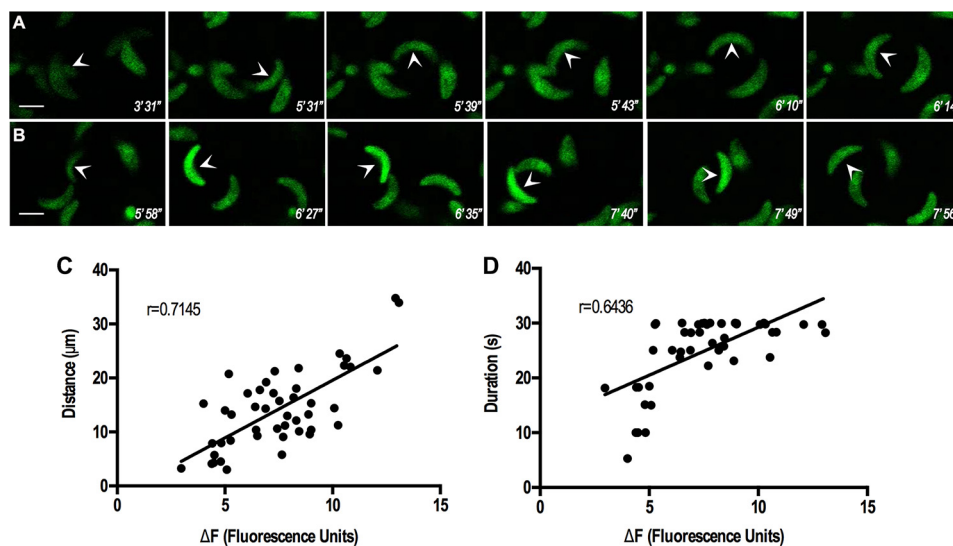 A
3’ 31” 5’ 31” 5’ 39” 5’ 43” 6’ 10” 6’ 14
B
5’ 58” 6’ 27” 6’ 35” 7’ 40” 7’ 49” 7’ 56
C
r=0.7145
Distance (µm)
40
30
20
10
0
0 5 10 15
ΔF (Fluorescence Units)
D
r=0.6436
Duration (s)
40
30
20
10
0
0 5 10 15
ΔF (Fluorescence Units)